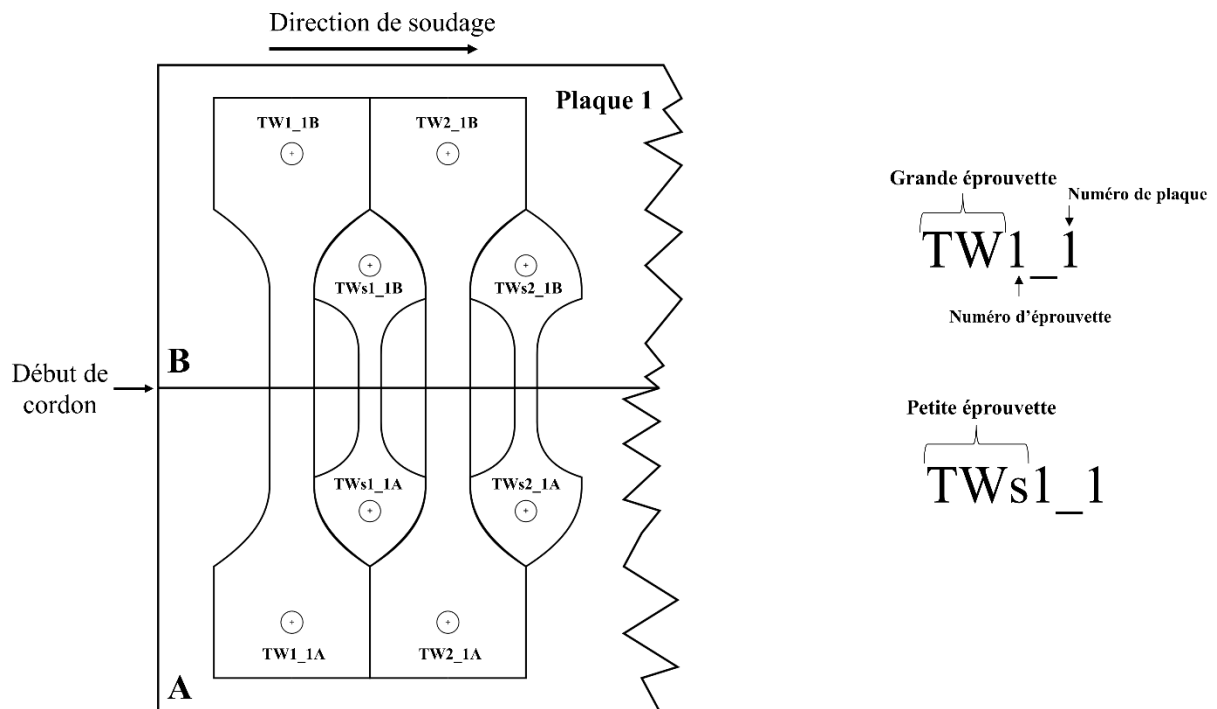 Direction de soudage
Plaque 1
TW1_1B
TW2_1B
TWs1_1B
TWs2_1B
B
Début de
cordon
TWs1_1A
TWs2_1A
TW1_1A
TW2_1A
A
Grande éprouvette
Numéro de plaque
TW1_1
Numéro d'éprouvette
Petite éprouvette
TWs1_1